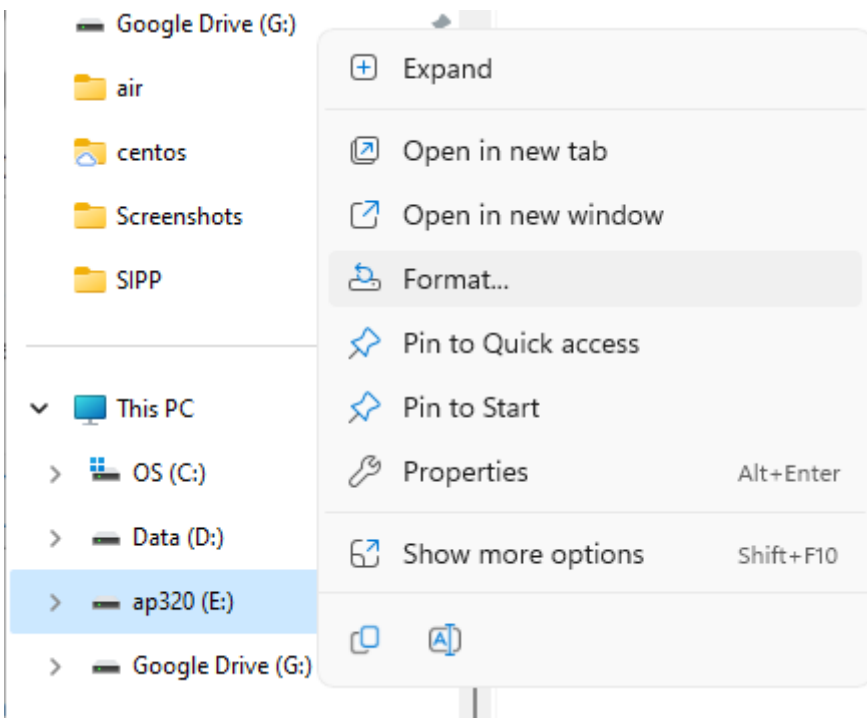 Google Drive (G:)
air
centos
Screenshots
SIPP
This PC
OS (C:)
Data (D:)
ap320 (E:)
Google Drive (G:)
Expand
Open in new tab
Open in new window
Format...
Pin to Quick access
Pin to Start
Properties Alt+Enter
Show more options Shift+F10